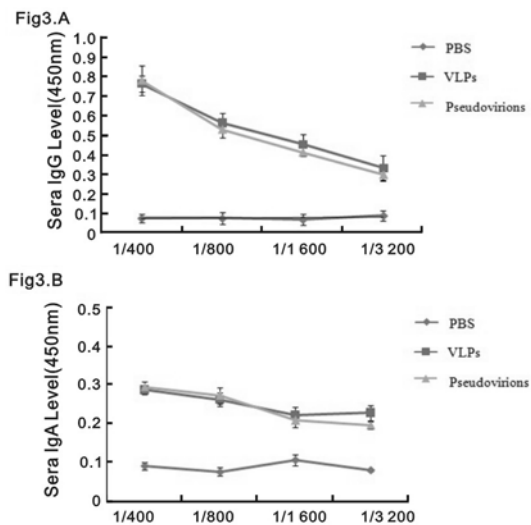 Fig3.A
Sera IgG Level(450nm)
1
0.9
0.8
0.7
0.6
0.5
0.4
0.3
0.2
0.1
0
1/400 1/800 1/1 600 1/3 200
PBS
VLPs
Pseudovirions
Fig3.B
Sera IgA Level(450nm)
0.5
0.4
0.3
0.2
0.1
0
1/400 1/800 1/1 600 1/3 200
PBS
VLPs
Pseudovirions